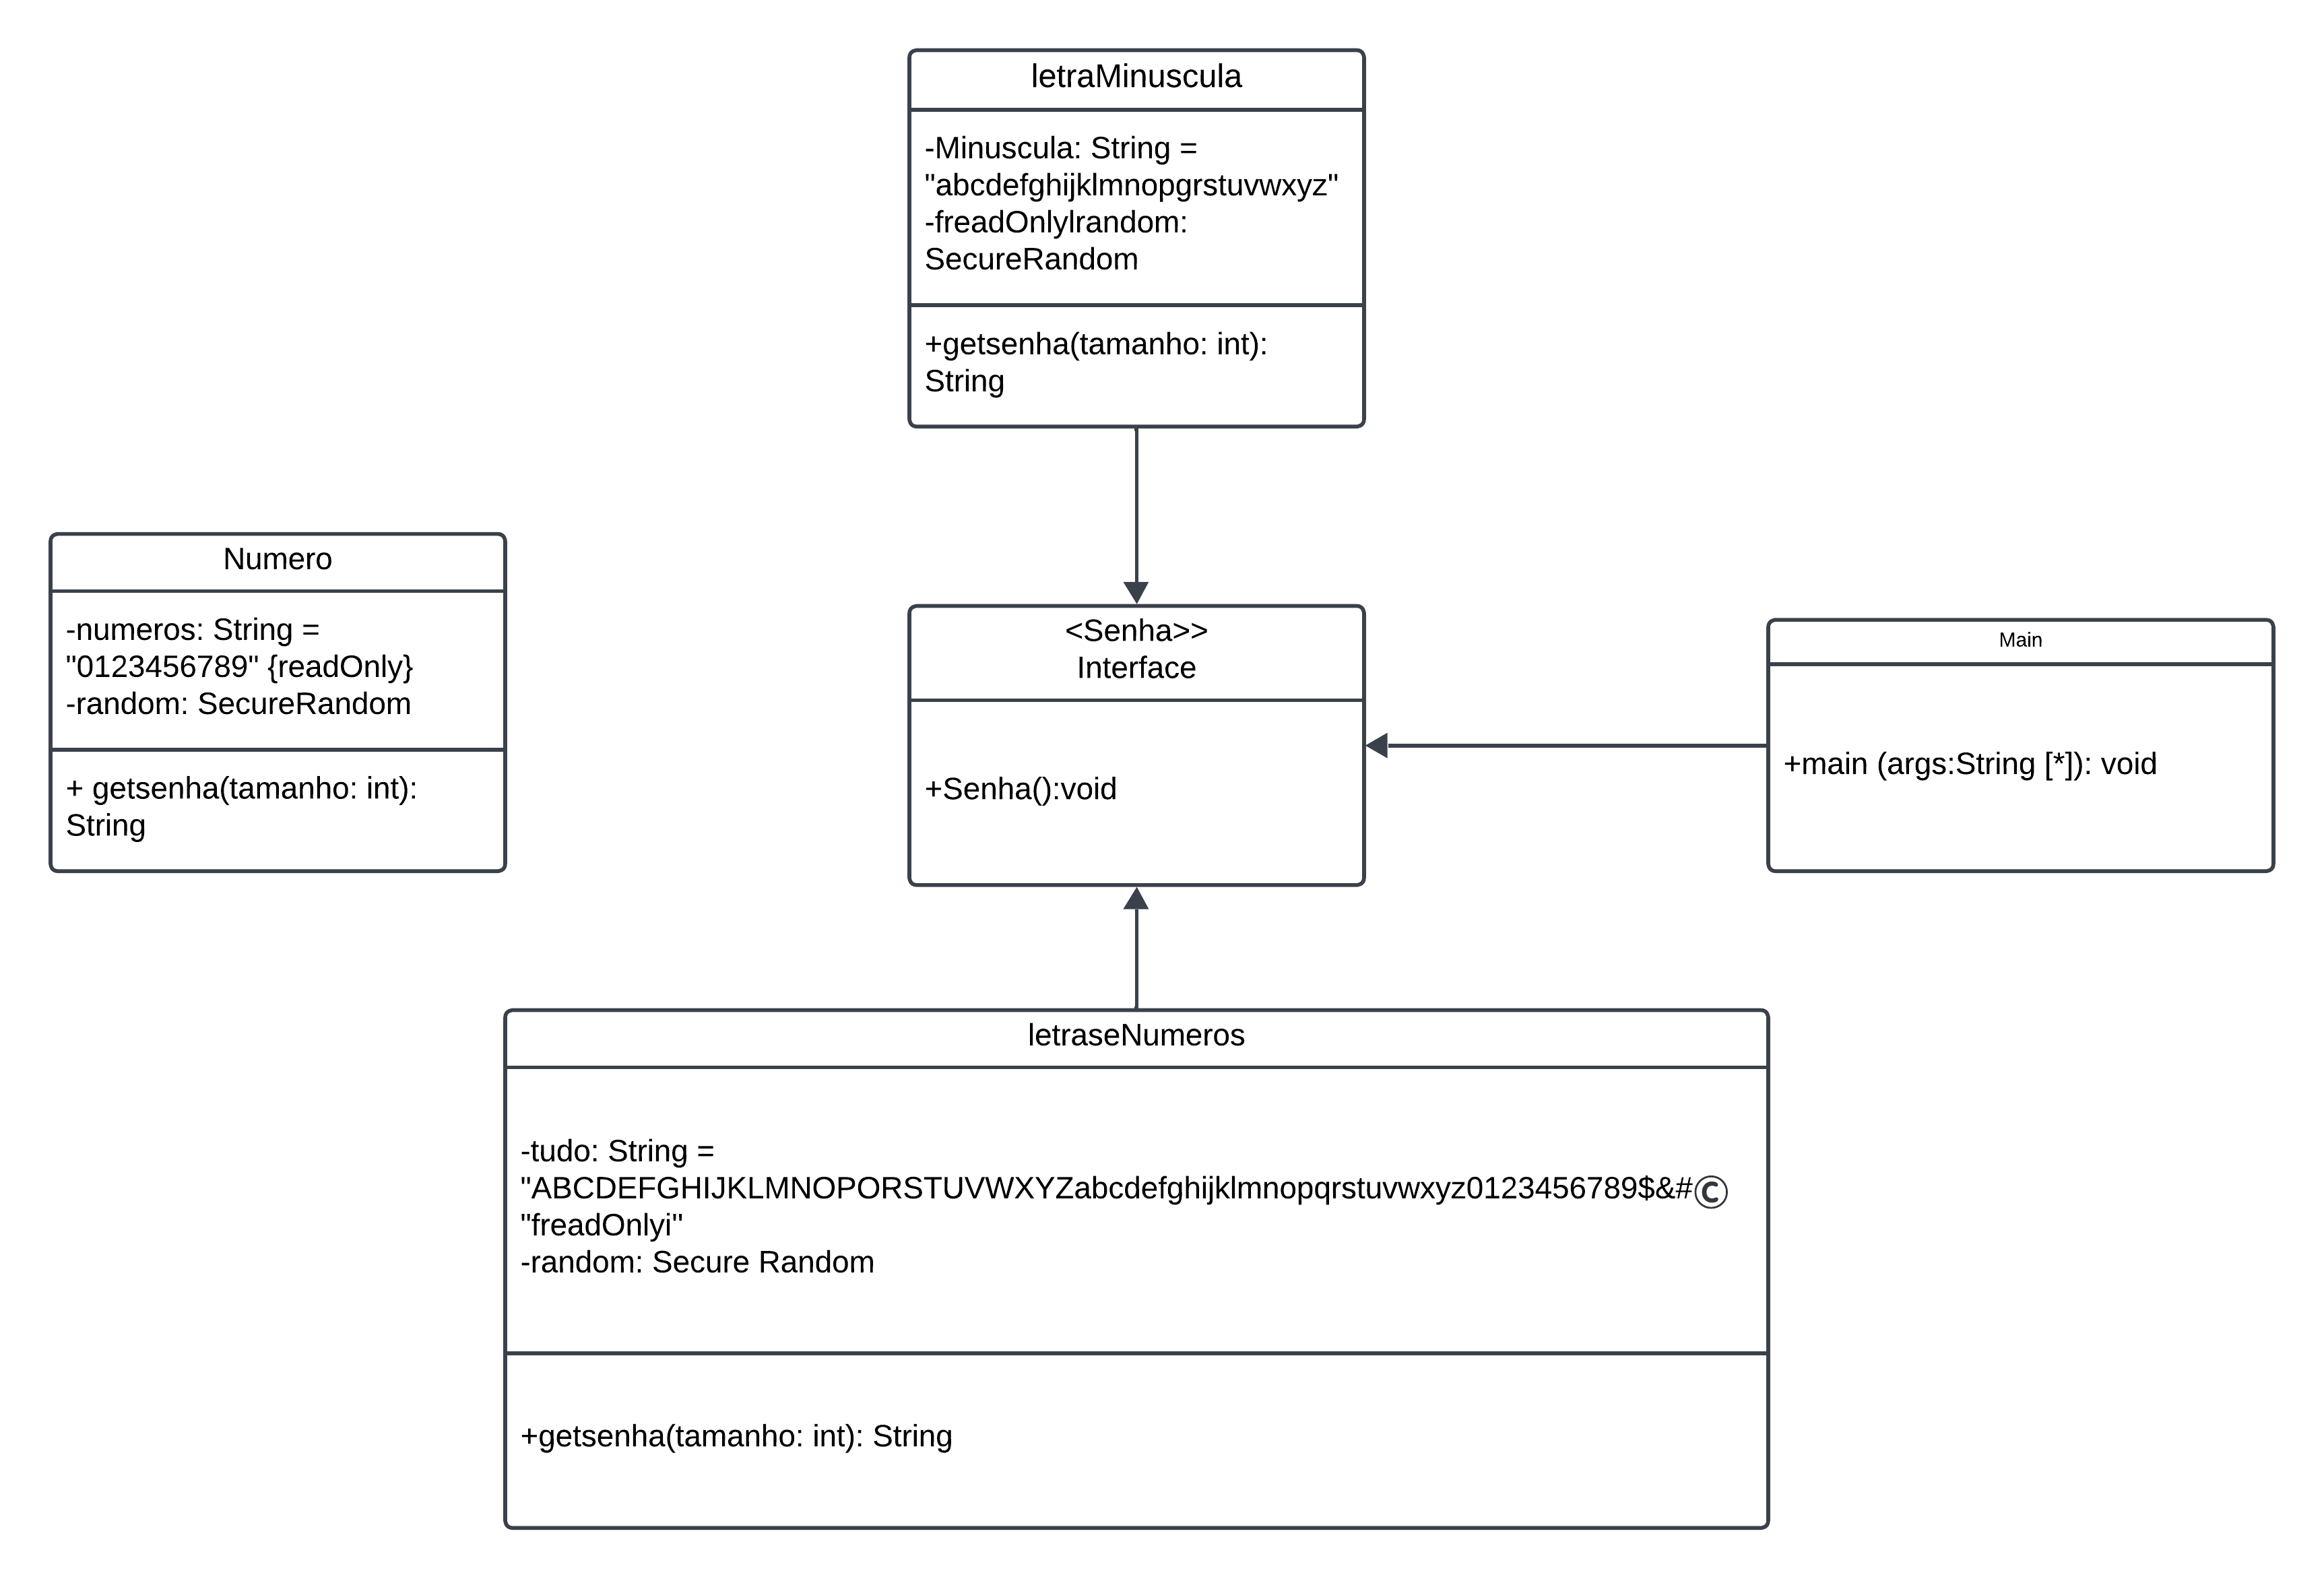 letraMinuscula
-Minuscula: String =
"abcdefghijklmnopgrstuvwxyz"
-freadOnlylrandom:
SecureRandom
+getsenha(tamanho: int):
String
Numero
-numeros: String =
"0123456789" {readOnly}
-random: SecureRandom
+ getsenha(tamanho: int):
String
<Senha>>
Interface
+Senha():void
Main
+main (args:String [*]): void
letraseNumeros
-tudo: String =
"ABCDEFGHIJKLMNOPORSTUVWXYZabcdefghijklmnopqrstuvwxyz0123456789$&#©
"freadOnlyi"
-random: Secure Random
+getsenha(tamanho: int): String